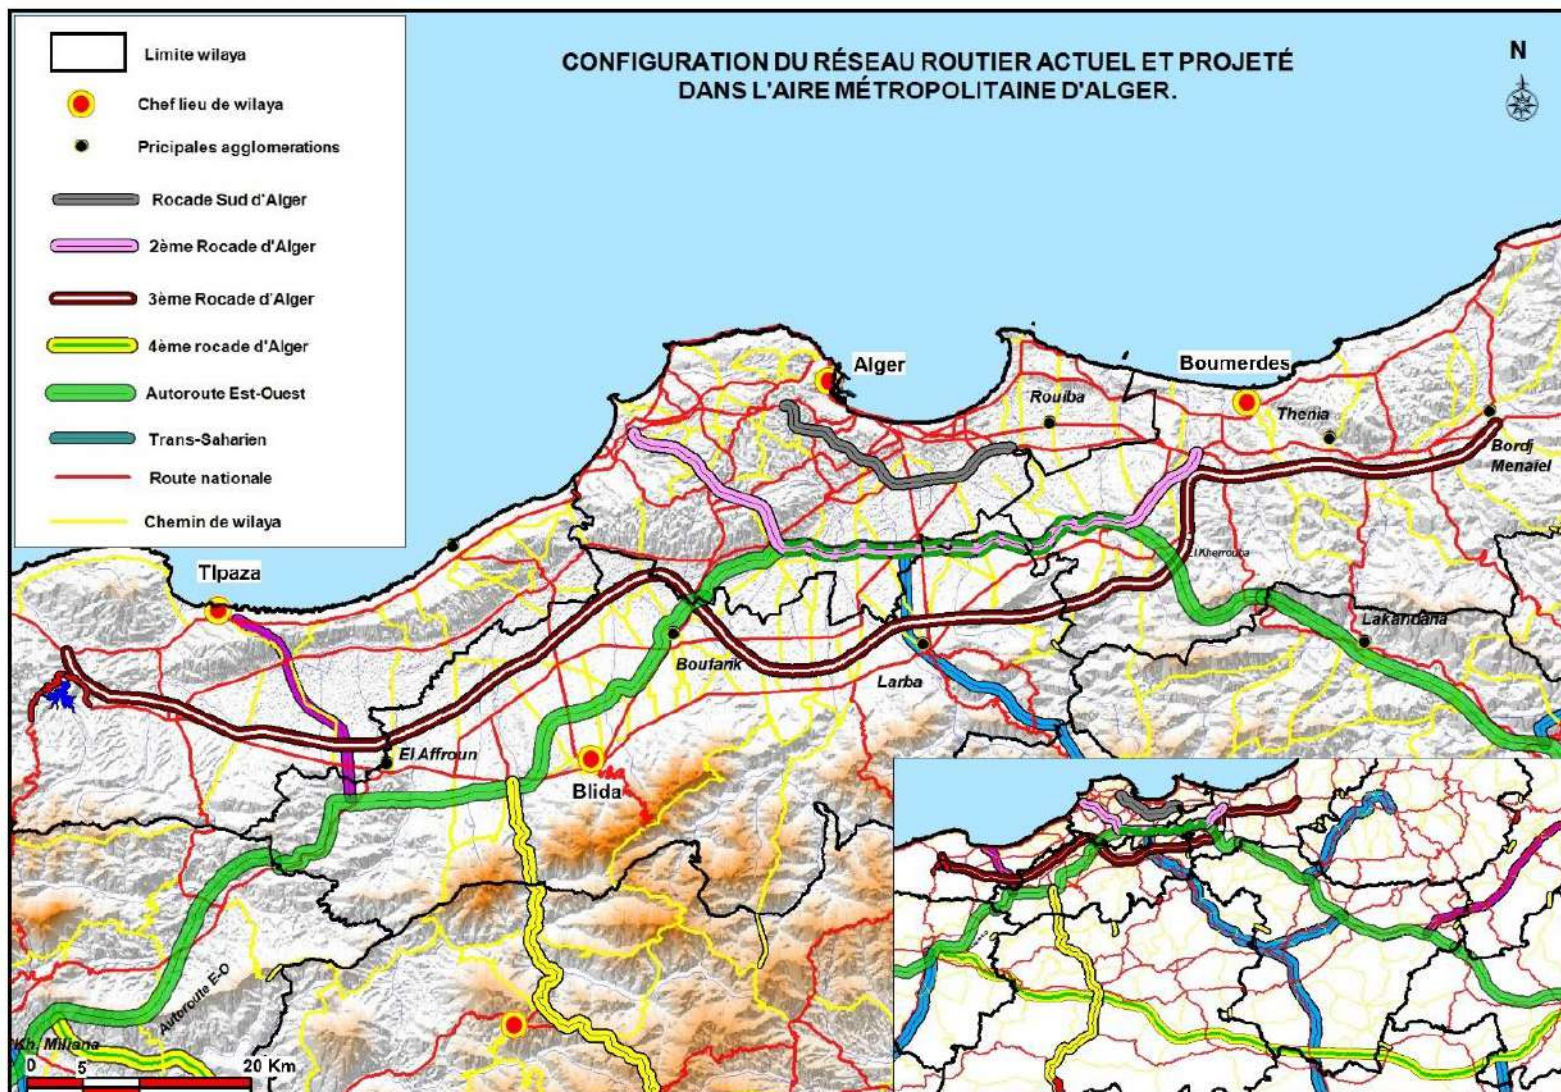 CONFIGURATION DU RÉSEAU ROUTIER ACTUEL ET PROJETÉ
DANS L'AIRE MÉTROPOLITAINE D'ALGER.
N
Limite wilaya
Chef lieu de wilaya
Pricipales agglomerations
Rocade Sud d'Alger
2ème Rocade d'Alger
3ème Rocade d'Alger
4ème rocade d'Alger
Autoroute Est-Ouest
Trans-Saharien
Route nationale
Chemin de wilaya
Alger
Boumerdes
Rouiba
Thenia
Bordj
Menaiel
El Kherrouba
TIpaza
Lakandana
Boufarik
Larba
El Affroun
Blida
Autoroute E-O
Kh. Miliana
0 5 20 Km